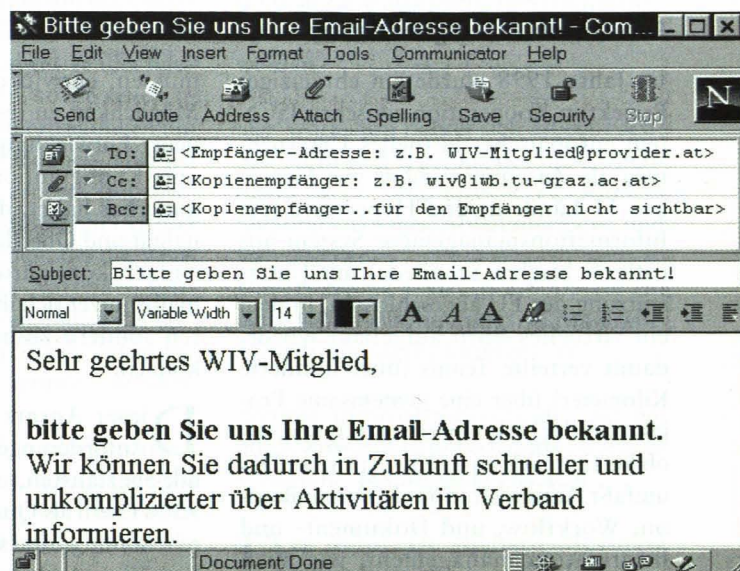 Bitte geben Sie uns Ihre Email-Adresse bekannt! - Com...
File Edit View Insert Format Tools Communicator Help
Send Quote Address Attach Spelling Save Security Stop
N
To: <Empfänger-Adresse: z.B. WIV-Mitglied@provider.at>
Cc: <Kopienempfänger: z.B. wiv@iwb.tu-graz.ac.at>
Bcc: <Kopienempfänger..für den Empfänger nicht sichtbar>
Subject: Bitte geben Sie uns Ihre Email-Adresse bekannt!
Normal Variable Width 14 A A A
Sehr geehrtes WIV-Mitglied,
bitte geben Sie uns Ihre Email-Adresse bekannt.
Wir können Sie dadurch in Zukunft schneller und
unkomplizierter über Aktivitäten im Verband
informieren.
Document Done